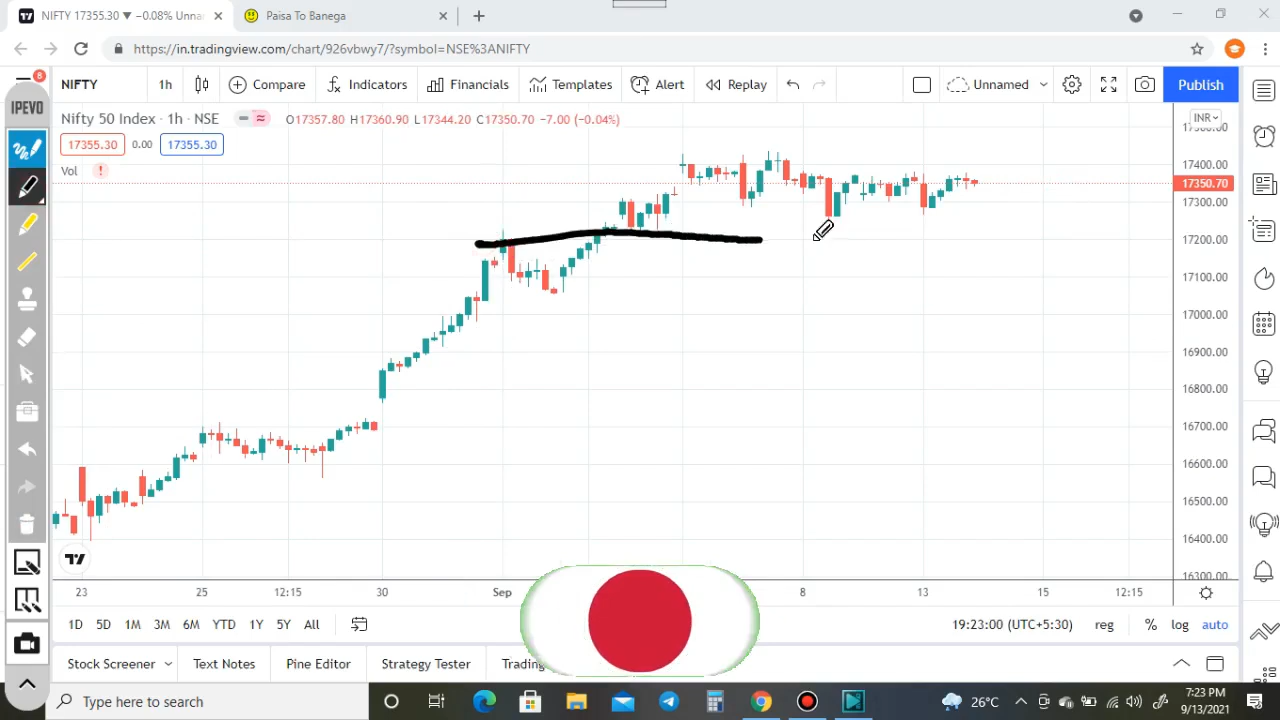 NIFTY 17355.30 ▼ −0.08% Unnar
Paisa To Banega
https://in.tradingview.com/chart/926vbwy7/?symbol=NSE%3ANIFTY
8
IPEVO
NIFTY
1h
Compare
Indicators
Financials
Templates
Alert
Replay
Unnamed
Publish
Nifty 50 Index · 1h · NSE
O17357.80 H17360.90 L17344.20 C17350.70 −7.00 (−0.04%)
INR
17355.30
0.00
17355.30
Vol
17400.00
17350.70
17300.00
17200.00
17100.00
17000.00
16900.00
16800.00
16700.00
16600.00
16500.00
16400.00
16300.00
23
25
12:15
30
Sep
8
13
15
12:15
1D
5D
1M
3M
6M
YTD
1Y
5Y
All
19:23:00 (UTC+5:30)
reg
%
log
auto
Stock Screener
Text Notes
Pine Editor
Strategy Tester
Trading
Type here to search
26°C
7:23 PM
9/13/2021